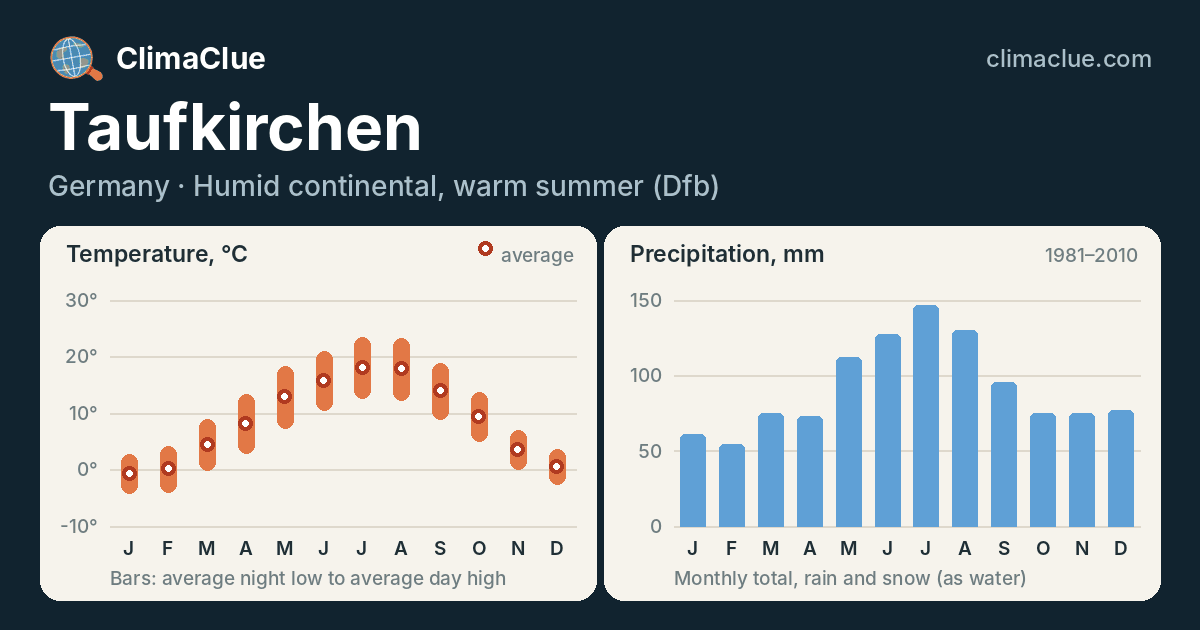 ClimaClue
climaclue.com
Taufkirchen
Germany · Humid continental, warm summer (Dfb)
Temperature, °C
average
30°
20°
10°
0°
-10°
J F M A M J J A S O N D
Bars: average night low to average day high
Precipitation, mm
1981–2010
150
100
50
0
J F M A M J J A S O N D
Monthly total, rain and snow (as water)